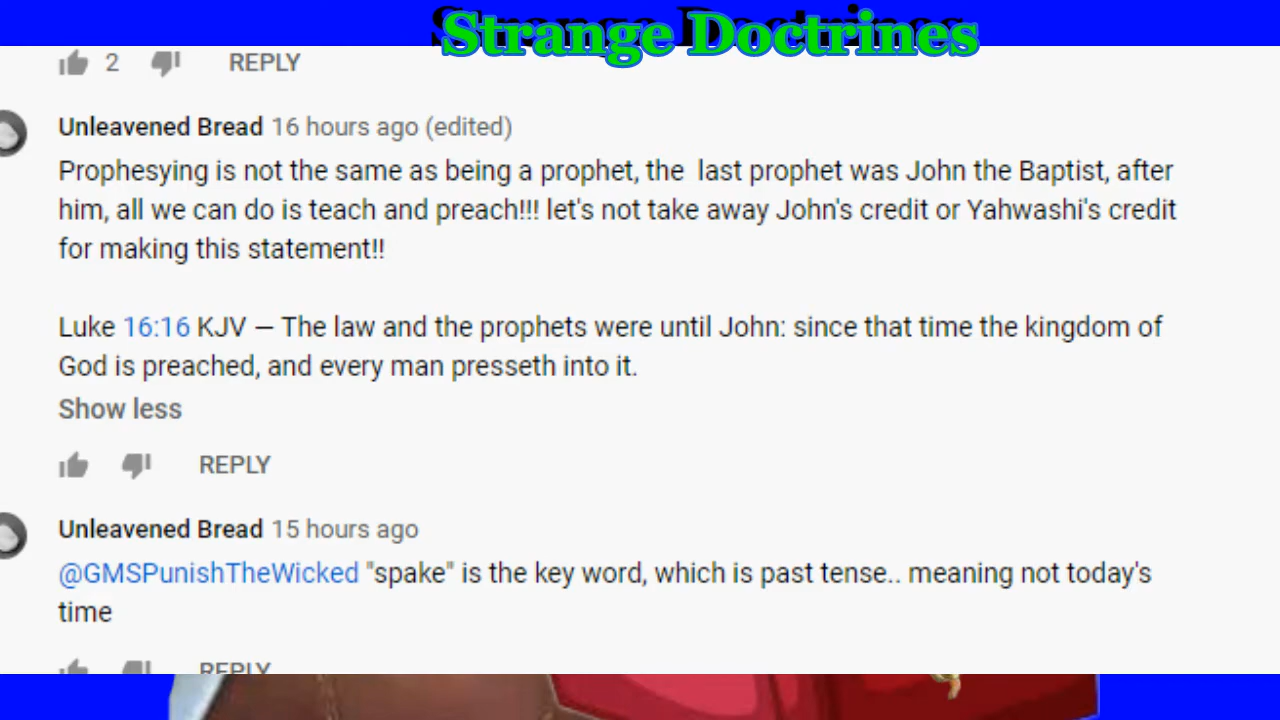 Strange Doctrines
2 REPLY
Unleavened Bread 16 hours ago (edited)
Prophesying is not the same as being a prophet, the  last prophet was John the Baptist, after
him, all we can do is teach and preach!!! let's not take away John's credit or Yahwashi's credit
for making this statement!!
Luke 16:16 KJV — The law and the prophets were until John: since that time the kingdom of
God is preached, and every man presseth into it.
Show less
REPLY
Unleavened Bread 15 hours ago
@GMSPunishTheWicked "spake" is the key word, which is past tense.. meaning not today's
time
REPLY